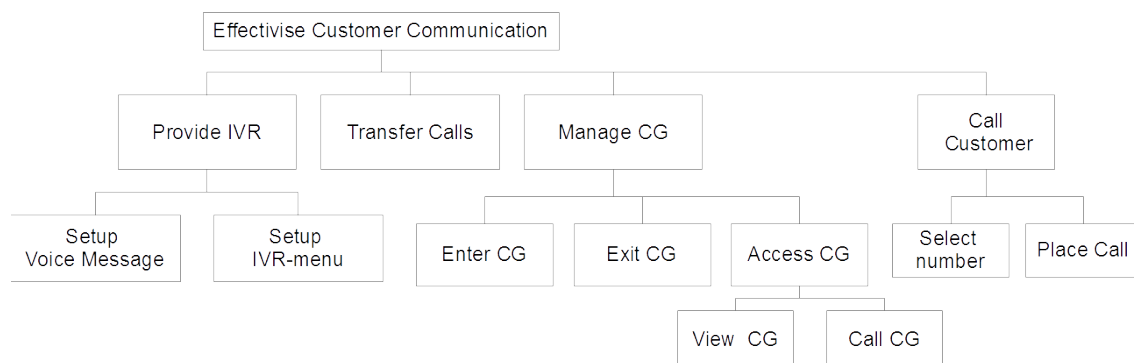 Effectivise Customer Communication
Provide IVR
Transfer Calls
Manage CG
Call
Customer
Setup
Voice Message
Setup
IVR-menu
Enter CG
Exit CG
Access CG
Select
number
Place Call
View CG
Call CG